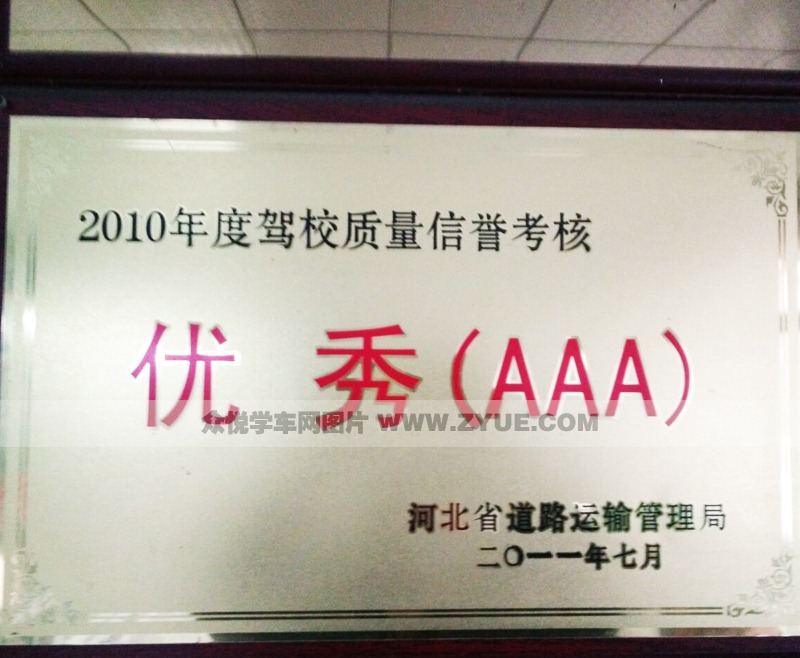 2010年度驾校质量信誉考核
优 秀(AAA)
众悦学车网图片 WWW.ZYUE.COM
河北省道路运输管理局
二〇一一年七月